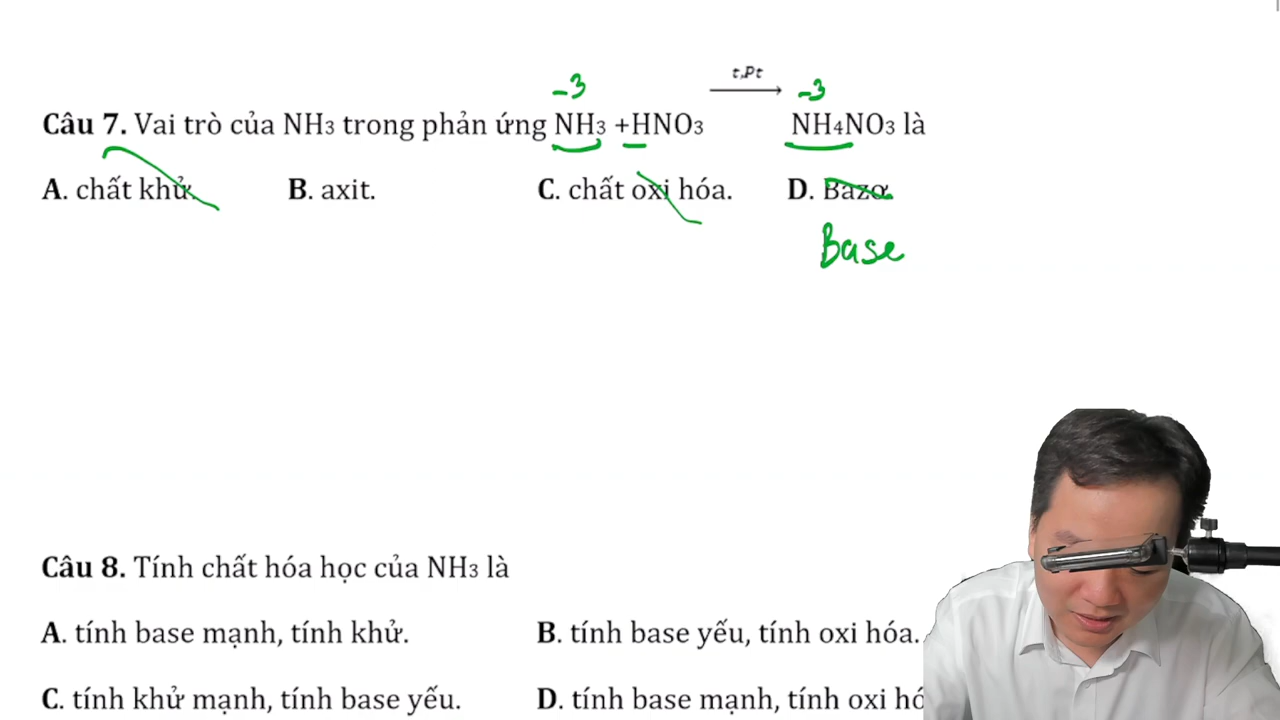 -3 t,Pt -3
Câu 7. Vai trò của NH₃ trong phản ứng NH₃ +HNO₃ ⟶ NH₄NO₃ là
A. chất khử. B. axit. C. chất oxi hóa. D. Bazơ.
Base
Câu 8. Tính chất hóa học của NH₃ là
A. tính base mạnh, tính khử. B. tính base yếu, tính oxi hóa.
C. tính khử mạnh, tính base yếu. D. tính base mạnh, tính oxi hó